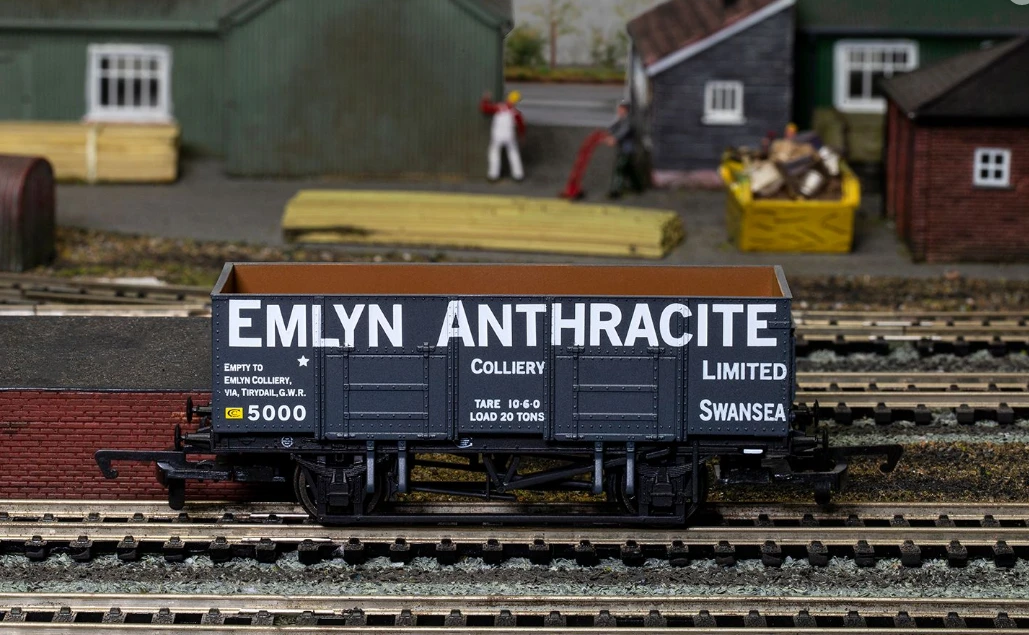 EMLYN ANTHRACITE
EMPTY TO
EMLYN COLLIERY,
VIA, TIRYDAIL, G.W.R.
5000
COLLIERY
TARE 10-6-0
LOAD 20 TONS
LIMITED
SWANSEA